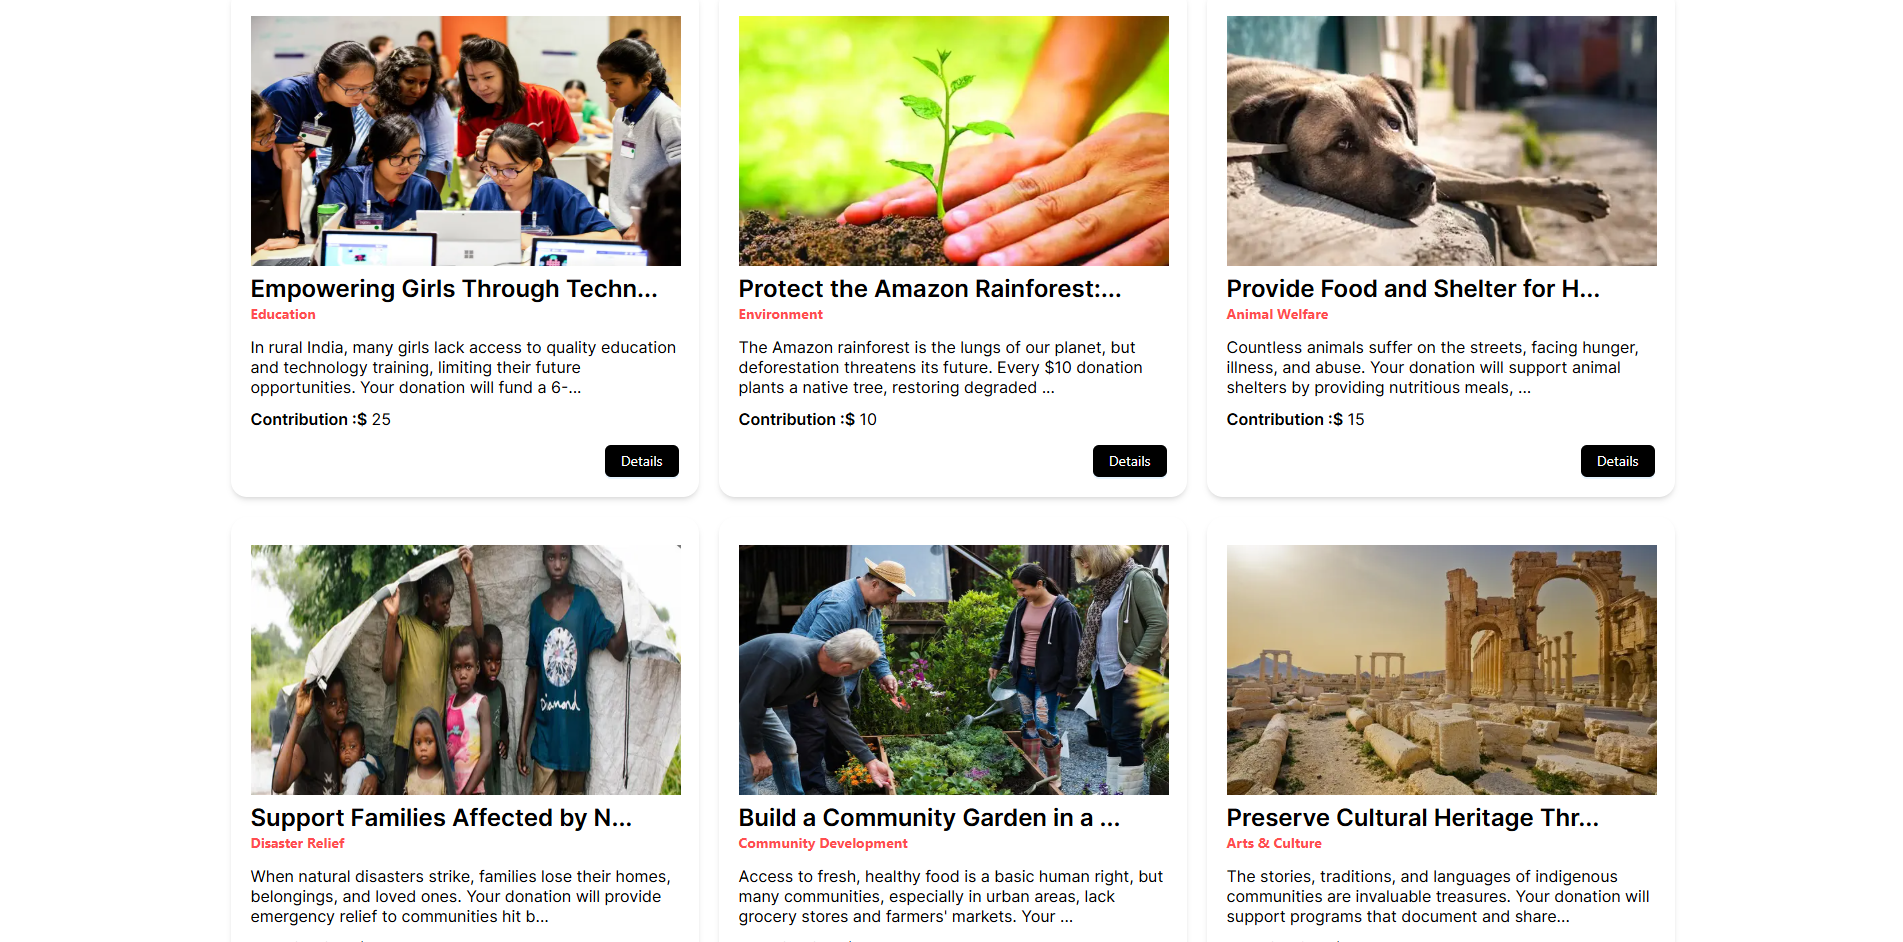 Empowering Girls Through Techn...
Education
In rural India, many girls lack access to quality education
and technology training, limiting their future
opportunities. Your donation will fund a 6-...
Contribution :$ 25
Details
Protect the Amazon Rainforest:...
Environment
The Amazon rainforest is the lungs of our planet, but
deforestation threatens its future. Every $10 donation
plants a native tree, restoring degraded ...
Contribution :$ 10
Details
Provide Food and Shelter for H...
Animal Welfare
Countless animals suffer on the streets, facing hunger,
illness, and abuse. Your donation will support animal
shelters by providing nutritious meals, ...
Contribution :$ 15
Details
Diamond
Support Families Affected by N...
Disaster Relief
When natural disasters strike, families lose their homes,
belongings, and loved ones. Your donation will provide
emergency relief to communities hit b...
Build a Community Garden in a ...
Community Development
Access to fresh, healthy food is a basic human right, but
many communities, especially in urban areas, lack
grocery stores and farmers' markets. Your ...
Preserve Cultural Heritage Thr...
Arts & Culture
The stories, traditions, and languages of indigenous
communities are invaluable treasures. Your donation will
support programs that document and share...